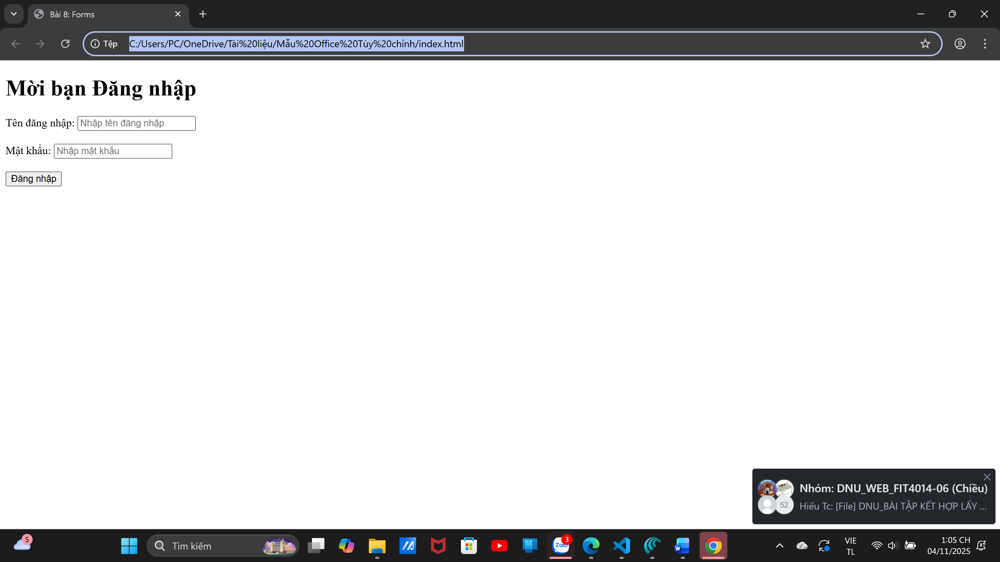 Bài 8: Forms
Tệp C:/Users/PC/OneDrive/Tài%20liệu/Mẫu%20Office%20Tùy%20chỉnh/index.html
Mời bạn Đăng nhập
Tên đăng nhập: Nhập tên đăng nhập
Mật khẩu: Nhập mật khẩu
Đăng nhập
Nhóm: DNU_WEB_FIT4014-06 (Chiều)
52
Hiếu Tc: [File] DNU_BÀI TẬP KẾT HỢP LẤY ...
5
Tìm kiếm
Zalo
3
W
VIE
TL
1:05 CH
04/11/2025